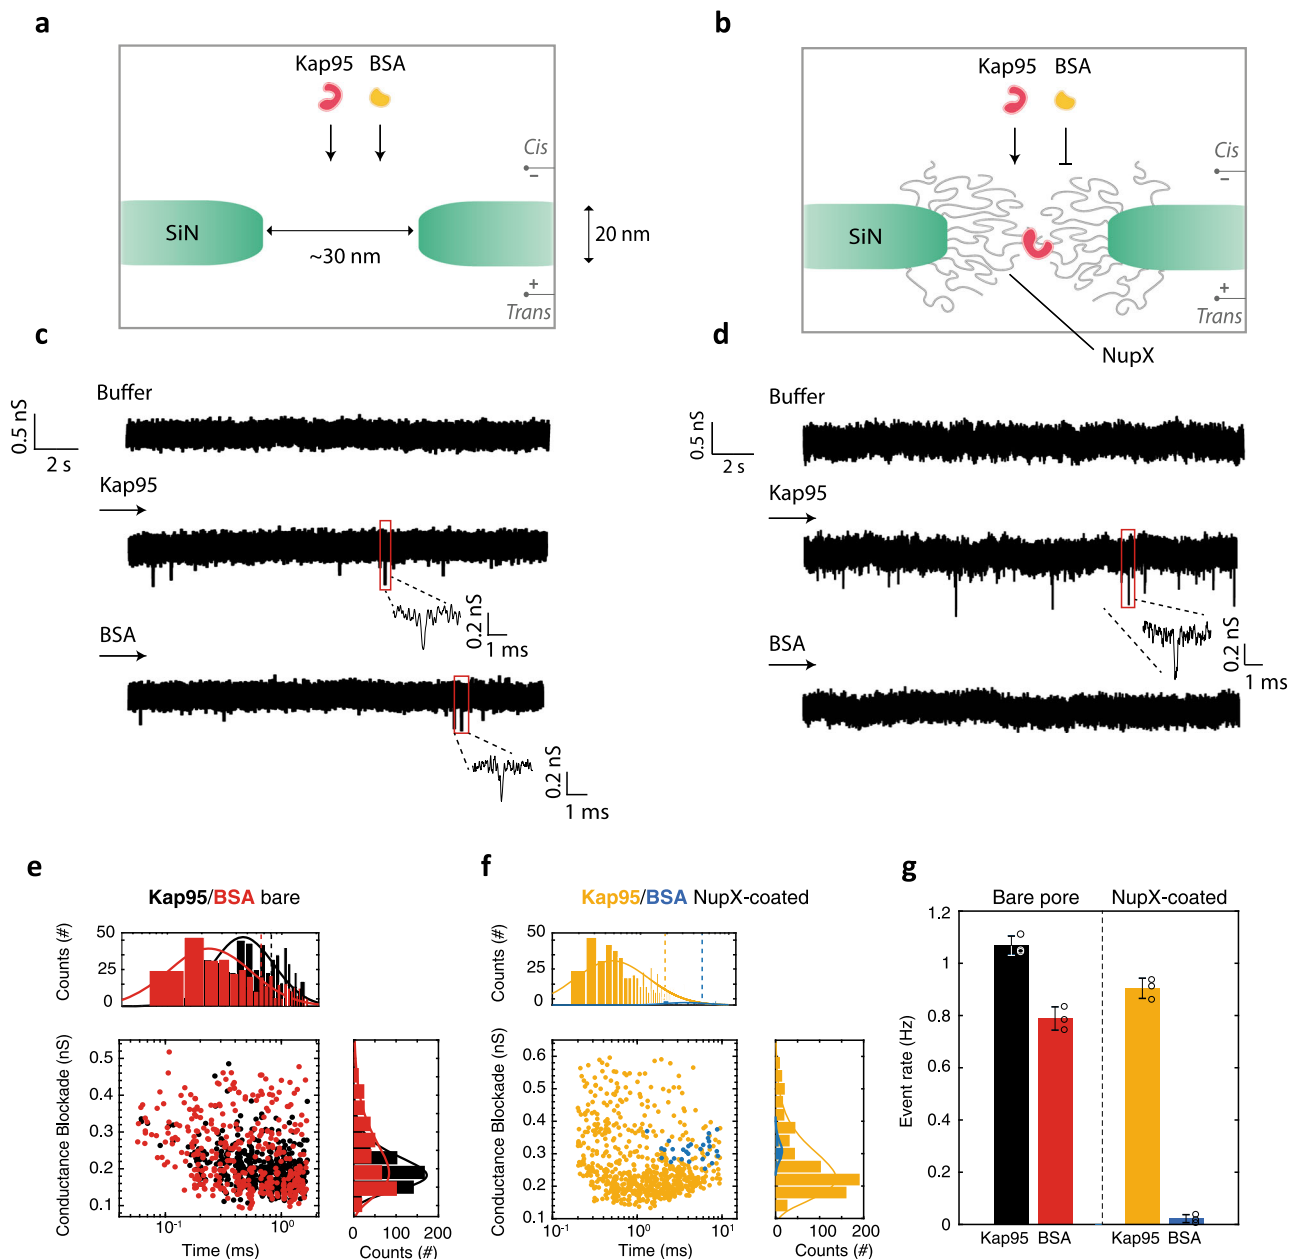 a
Kap95 BSA
Cis
−
SiN
~30 nm
20 nm
+
Trans
b
Kap95 BSA
Cis
−
SiN
+
Trans
NupX
c
Buffer
0.5 nS
2 s
Kap95
0.2 nS
1 ms
BSA
0.2 nS
1 ms
d
Buffer
0.5 nS
2 s
Kap95
0.2 nS
1 ms
BSA
e
Kap95/BSA bare
Counts (#)
50
25
0
Conductance Blockade (nS)
0.5
0.4
0.3
0.2
0.1
10⁻¹ 10⁰
Time (ms)
0 100 200
Counts (#)
f
Kap95/BSA NupX-coated
Counts (#)
50
25
0
Conductance Blockade (nS)
0.6
0.5
0.4
0.3
0.2
0.1
10⁻¹ 10⁰ 10¹
Time (ms)
0 100 200
Counts (#)
g
Bare pore NupX-coated
Event rate (Hz)
1.2
1
0.8
0.6
0.4
0.2
0
Kap95 BSA Kap95 BSA